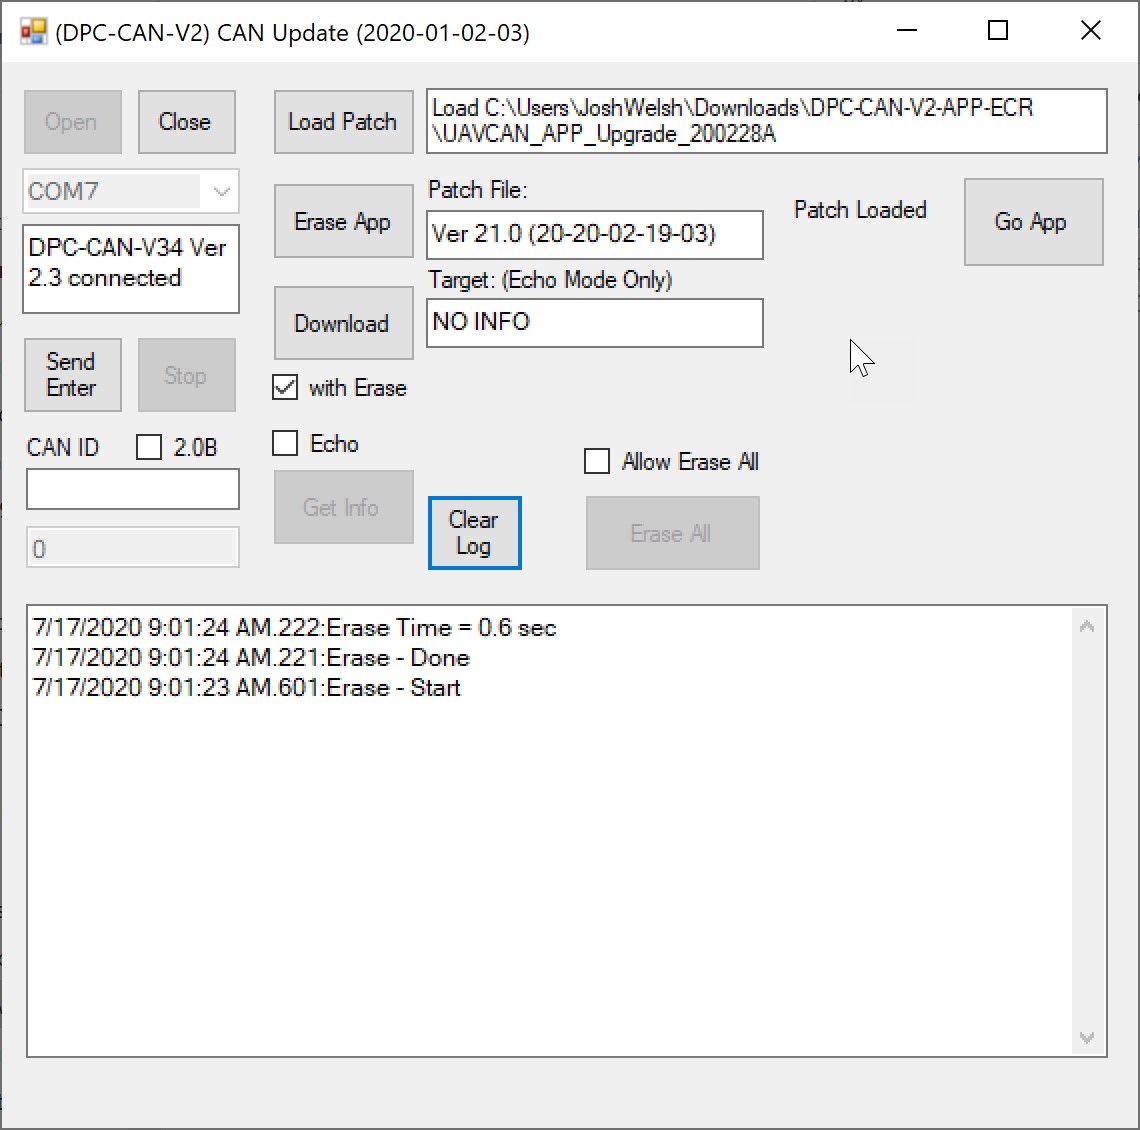 (DPC-CAN-V2) CAN Update (2020-01-02-03)
Open
Close
Load Patch
Load C:\Users\JoshWelsh\Downloads\DPC-CAN-V2-APP-ECR
\UAVCAN_APP_Upgrade_200228A
COM7
DPC-CAN-V34 Ver
2.3 connected
Erase App
Patch File:
Ver 21.0 (20-20-02-19-03)
Patch Loaded
Go App
Target: (Echo Mode Only)
NO INFO
Download
Send
Enter
Stop
with Erase
CAN ID
2.0B
Echo
Allow Erase All
Get Info
Clear
Log
Erase All
0
7/17/2020 9:01:24 AM.222:Erase Time = 0.6 sec
7/17/2020 9:01:24 AM.221:Erase - Done
7/17/2020 9:01:23 AM.601:Erase - Start